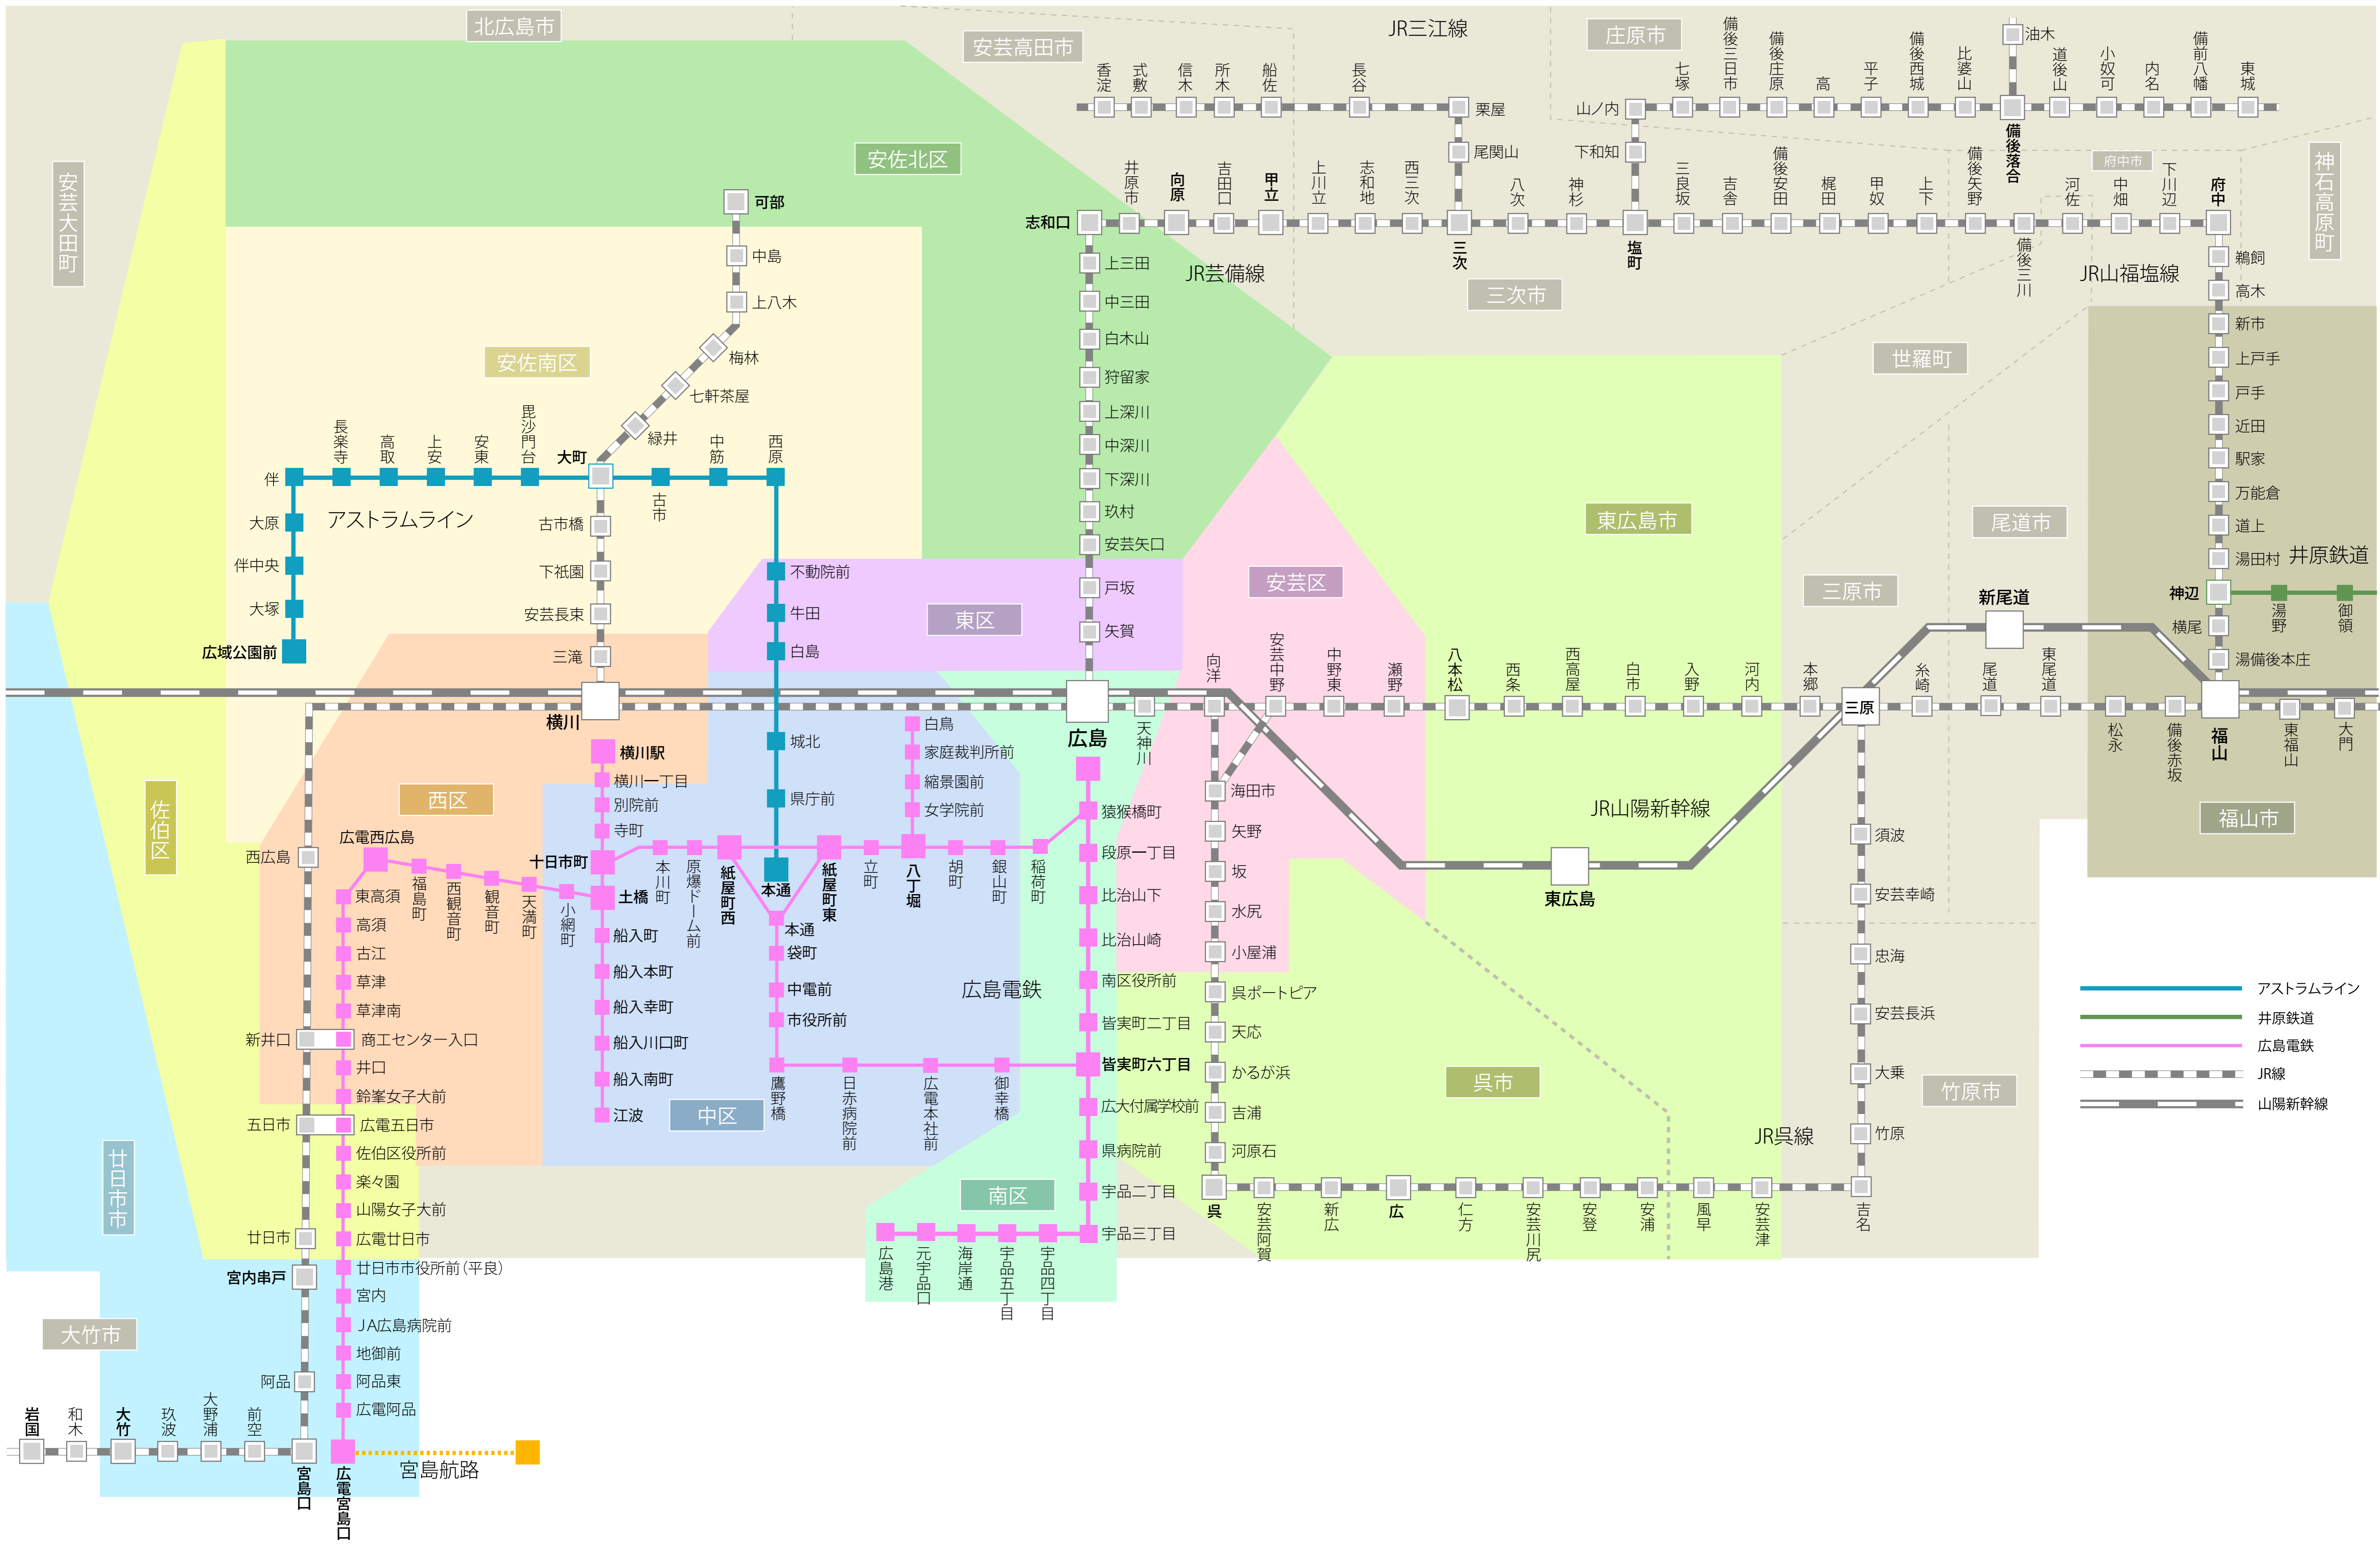 北広島市
安芸高田市
JR三江線
庄原市
安芸大田町
安佐北区
神石高原町
府中市
香淀
式敷
信木
所木
船佐
長谷
粟屋
尾関山
山ノ内
下和知
七塚
備後三日市
備後庄原
高
平子
備後西城
比婆山
油木
備後落合
道後山
小奴可
内名
備前八幡
東城
志和口
井原市
向原
吉田口
甲立
上川立
志和地
西三次
三次
八次
神杉
塩町
三良坂
吉舎
備後安田
梶田
甲奴
上下
備後矢野
備後三川
河佐
中畑
下川辺
府中
JR芸備線
三次市
JR山福塩線
世羅町
鵜飼
高木
新市
上戸手
戸手
近田
駅家
万能倉
道上
湯田村
井原鉄道
神辺
湯野
御領
横尾
湯備後本庄
可部
中島
上八木
梅林
七軒茶屋
緑井
安佐南区
上三田
中三田
白木山
狩留家
上深川
中深川
下深川
玖村
安芸矢口
戸坂
矢賀
伴
長楽寺
高取
上安
安東
毘沙門台
大町
古市
中筋
西原
アストラムライン
大原
伴中央
大塚
広域公園前
古市橋
下祇園
安芸長束
三滝
横川
不動院前
牛田
白島
城北
県庁前
本通
東区
安芸区
東広島市
尾道市
三原市
新尾道
広島
天神川
向洋
安芸中野
中野東
瀬野
八本松
西条
西高屋
白市
入野
河内
本郷
三原
糸崎
尾道
東尾道
松永
備後赤坂
福山
東福山
大門
福山市
JR山陽新幹線
東広島
佐伯区
西区
横川駅
横川一丁目
別院前
寺町
十日市町
土橋
白鳥
家庭裁判所前
縮景園前
女学院前
広電西広島
西広島
東高須
高須
古江
草津
草津南
新井口
商工センター入口
井口
鈴峯女子大前
五日市
広電五日市
佐伯区役所前
楽々園
山陽女子大前
廿日市
広電廿日市
廿日市市役所前（平良）
宮内串戸
宮内
JA広島病院前
地御前
阿品
阿品東
広電阿品
福島町
西観音町
観音町
天満町
小網町
本川町
原爆ドーム前
紙屋町西
紙屋町東
立町
八丁堀
胡町
銀山町
稲荷町
本通
袋町
中電前
市役所前
船入町
船入本町
船入幸町
船入川口町
船入南町
江波
中区
鷹野橋
日赤病院前
広電本社前
御幸橋
広島電鉄
猿猴橋町
段原一丁目
比治山下
比治山崎
南区役所前
皆実町二丁目
皆実町六丁目
広大付属学校前
県病院前
宇品二丁目
宇品三丁目
南区
広島港
元宇品口
海岸通
宇品五丁目
宇品四丁目
海田市
矢野
坂
水尻
小屋浦
呉ポートピア
天応
かるが浜
吉浦
河原石
呉
安芸阿賀
新広
広
仁方
安芸川尻
安登
安浦
風早
安芸津
吉名
呉市
JR呉線
須波
安芸幸崎
忠海
安芸長浜
大乗
竹原
竹原市
アストラムライン
井原鉄道
広島電鉄
JR線
山陽新幹線
廿日市市
大竹市
岩国
和木
大竹
玖波
大野浦
前空
宮島口
広電宮島口
宮島航路